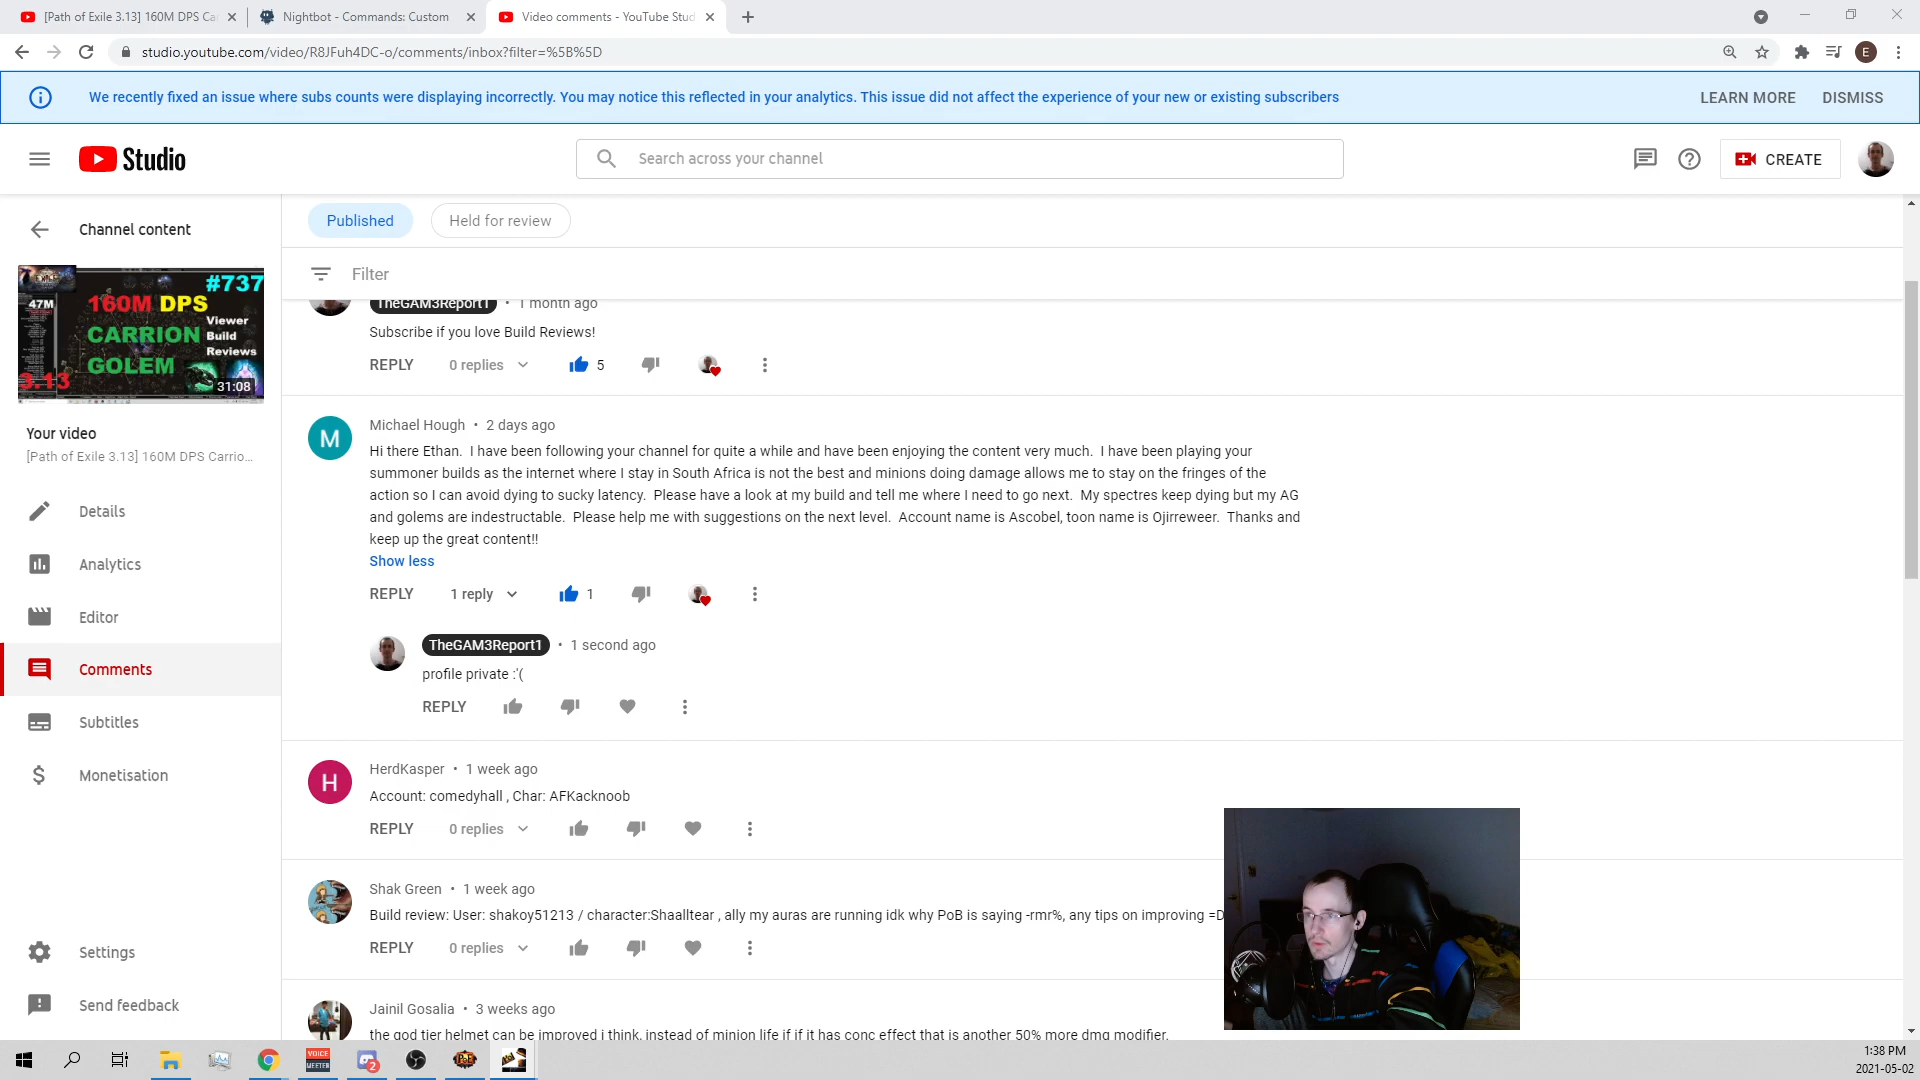 [Path of Exile 3.13] 160M DPS Ca
Nightbot - Commands: Custom
Video comments - YouTube Stud
studio.youtube.com/video/R8JFuh4DC-o/comments/inbox?filter=%5B%5D
E
We recently fixed an issue where subs counts were displaying incorrectly. You may notice this reflected in your analytics. This issue did not affect the experience of your new or existing subscribers
LEARN MORE
DISMISS
Studio
Search across your channel
CREATE
Channel content
#737
47M
160M DPS
CARRION
GOLEM
Viewer
Build
Reviews
3.13
31:08
Your video
[Path of Exile 3.13] 160M DPS Carrio...
Details
Analytics
Editor
Comments
Subtitles
Monetisation
Settings
Send feedback
Published
Held for review
Filter
TheGAM3Report1 • 1 month ago
Subscribe if you love Build Reviews!
REPLY 0 replies 5
M
Michael Hough • 2 days ago
Hi there Ethan. I have been following your channel for quite a while and have been enjoying the content very much. I have been playing your
summoner builds as the internet where I stay in South Africa is not the best and minions doing damage allows me to stay on the fringes of the
action so I can avoid dying to sucky latency. Please have a look at my build and tell me where I need to go next. My spectres keep dying but my AG
and golems are indestructable. Please help me with suggestions on the next level. Account name is Ascobel, toon name is Ojirreweer. Thanks and
keep up the great content!!
Show less
REPLY 1 reply 1
TheGAM3Report1 • 1 second ago
profile private :'(
REPLY
H
HerdKasper • 1 week ago
Account: comedyhall , Char: AFKacknoob
REPLY 0 replies
Shak Green • 1 week ago
Build review: User: shakoy51213 / character:Shaalltear , ally my auras are running idk why PoB is saying -rmr%, any tips on improving =D
REPLY 0 replies
Jainil Gosalia • 3 weeks ago
the god tier helmet can be improved i think. instead of minion life if if it has conc effect that is another 50% more dmg modifier.
VOICE
MEETER
2
PoE
1:38 PM
2021-05-02